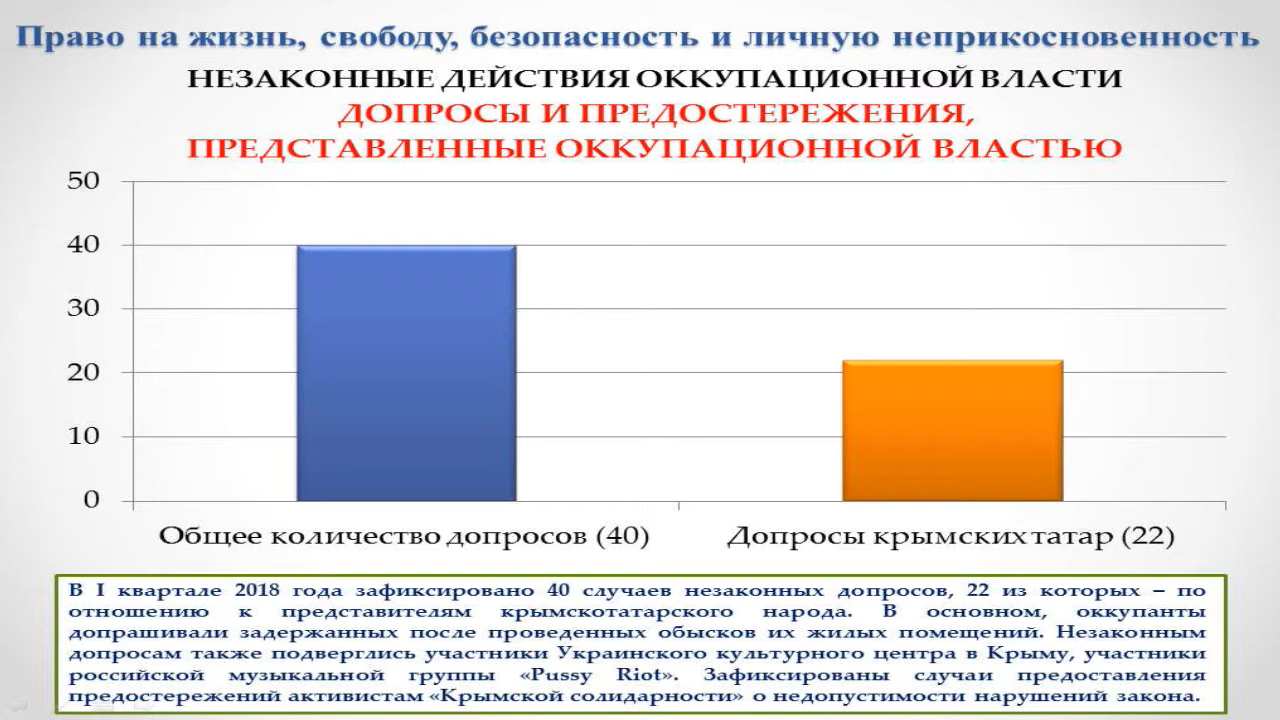 Право на жизнь, свободу, безопасность и личную неприкосновенность
НЕЗАКОННЫЕ ДЕЙСТВИЯ ОККУПАЦИОННОЙ ВЛАСТИ
ДОПРОСЫ И ПРЕДОСТЕРЕЖЕНИЯ,
ПРЕДСТАВЛЕННЫЕ ОККУПАЦИОННОЙ ВЛАСТЬЮ
50
40
30
20
10
0
Общее количество допросов (40)
Допросы крымских татар (22)
В I квартале 2018 года зафиксировано 40 случаев незаконных допросов, 22 из которых – по
отношению к представителям крымскотатарского народа. В основном, оккупанты
допрашивали задержанных после проведенных обысков их жилых помещений. Незаконным
допросам также подверглись участники Украинского культурного центра в Крыму, участники
российской музыкальной группы «Pussy Riot». Зафиксированы случаи предоставления
предостережений активистам «Крымской солидарности» о недопустимости нарушений закона.